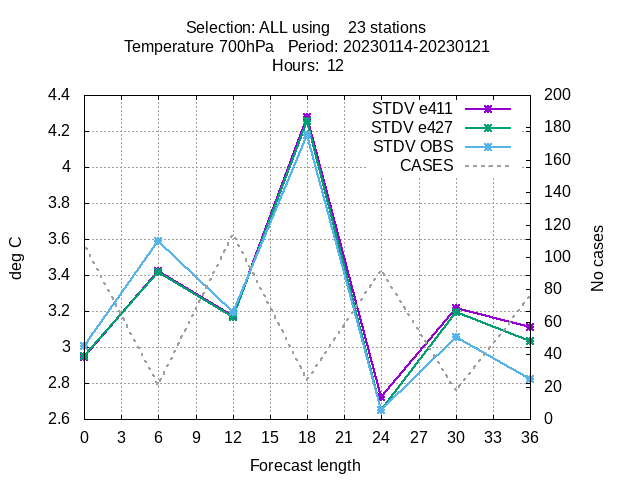 Selection: ALL using 23 stations
Temperature 700hPa Period: 20230114-20230121
Hours: 12
4.4
4.2
4
3.8
3.6
3.4
3.2
3
2.8
2.6
deg C
STDV e411
STDV e427
STDV OBS
CASES
200
180
160
140
120
100
80
60
40
20
0
No cases
0 3 6 9 12 15 18 21 24 27 30 33 36
Forecast length